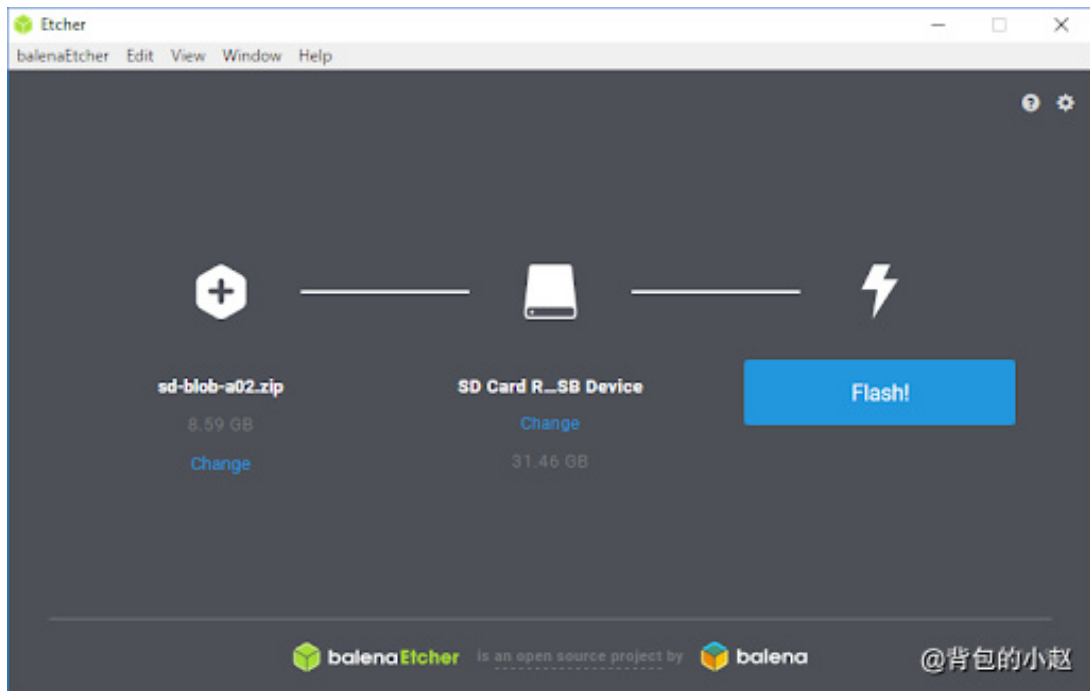 Etcher
balenaEtcher Edit View Window Help
sd-blob-a02.zip
8.59 GB
Change
SD Card R...SB Device
Change
31.46 GB
Flash!
balenaEtcher is an open source project by balena
@背包的小赵